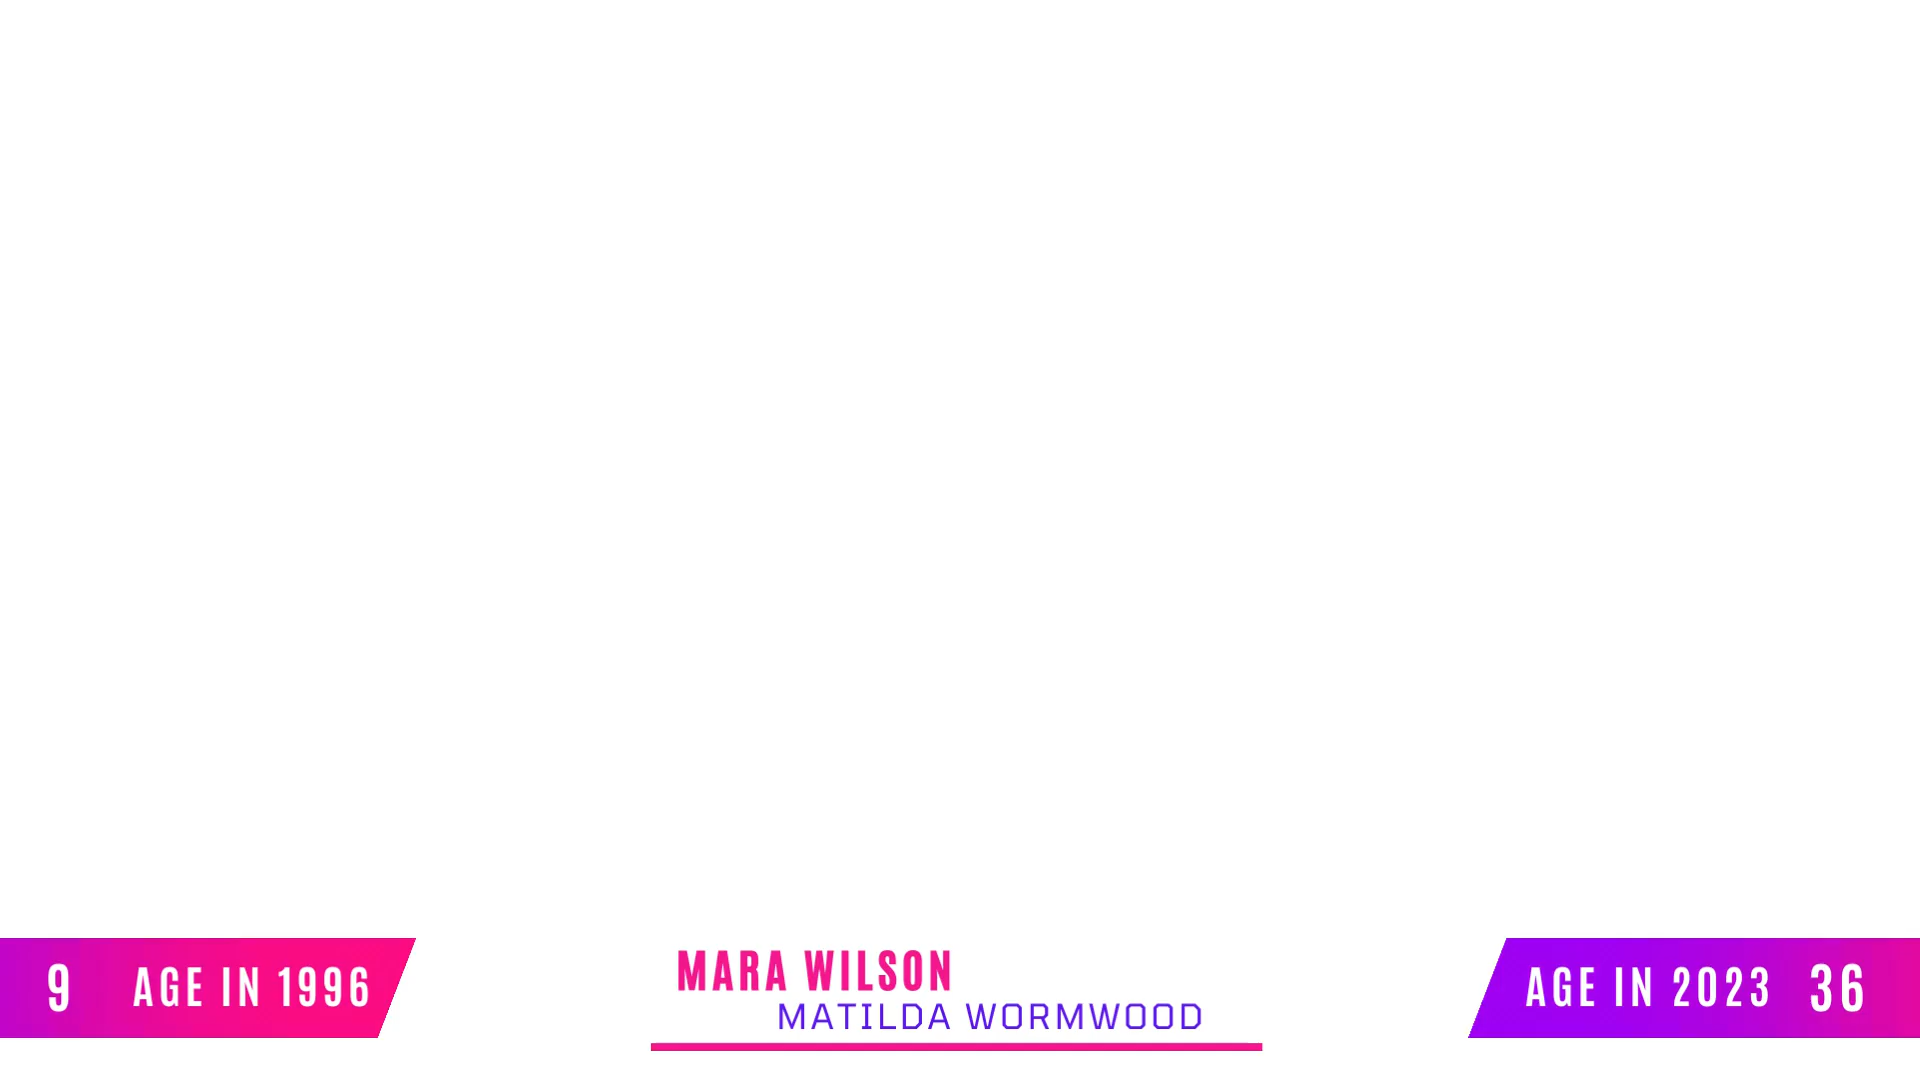 9 AGE IN 1996
MARA WILSON
MATILDA WORMWOOD
AGE IN 2023 36